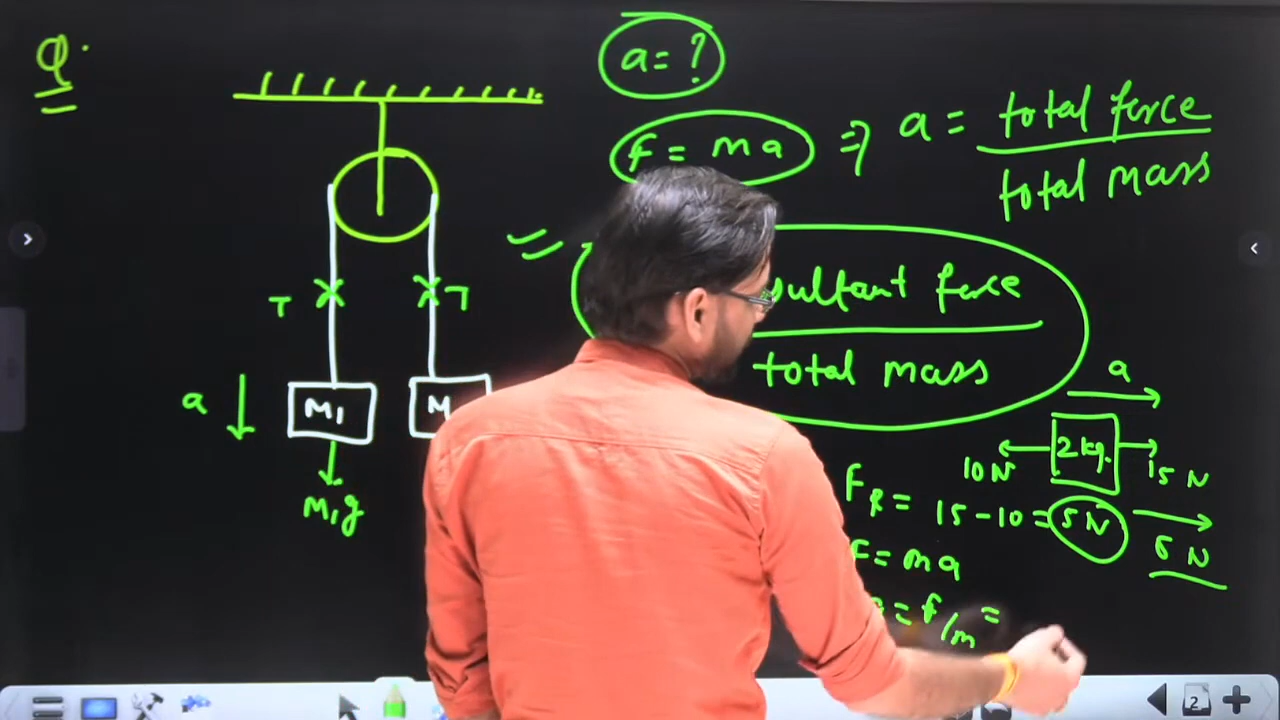 Q.
a = ?
F = ma ⇒ a = total force / total mass
force
total mass
T
T
a
M1
M1g
a
2 kg.
10 N
15 N
FR = 15 - 10 = 5 N
5 N
F = ma
= f/m =
2